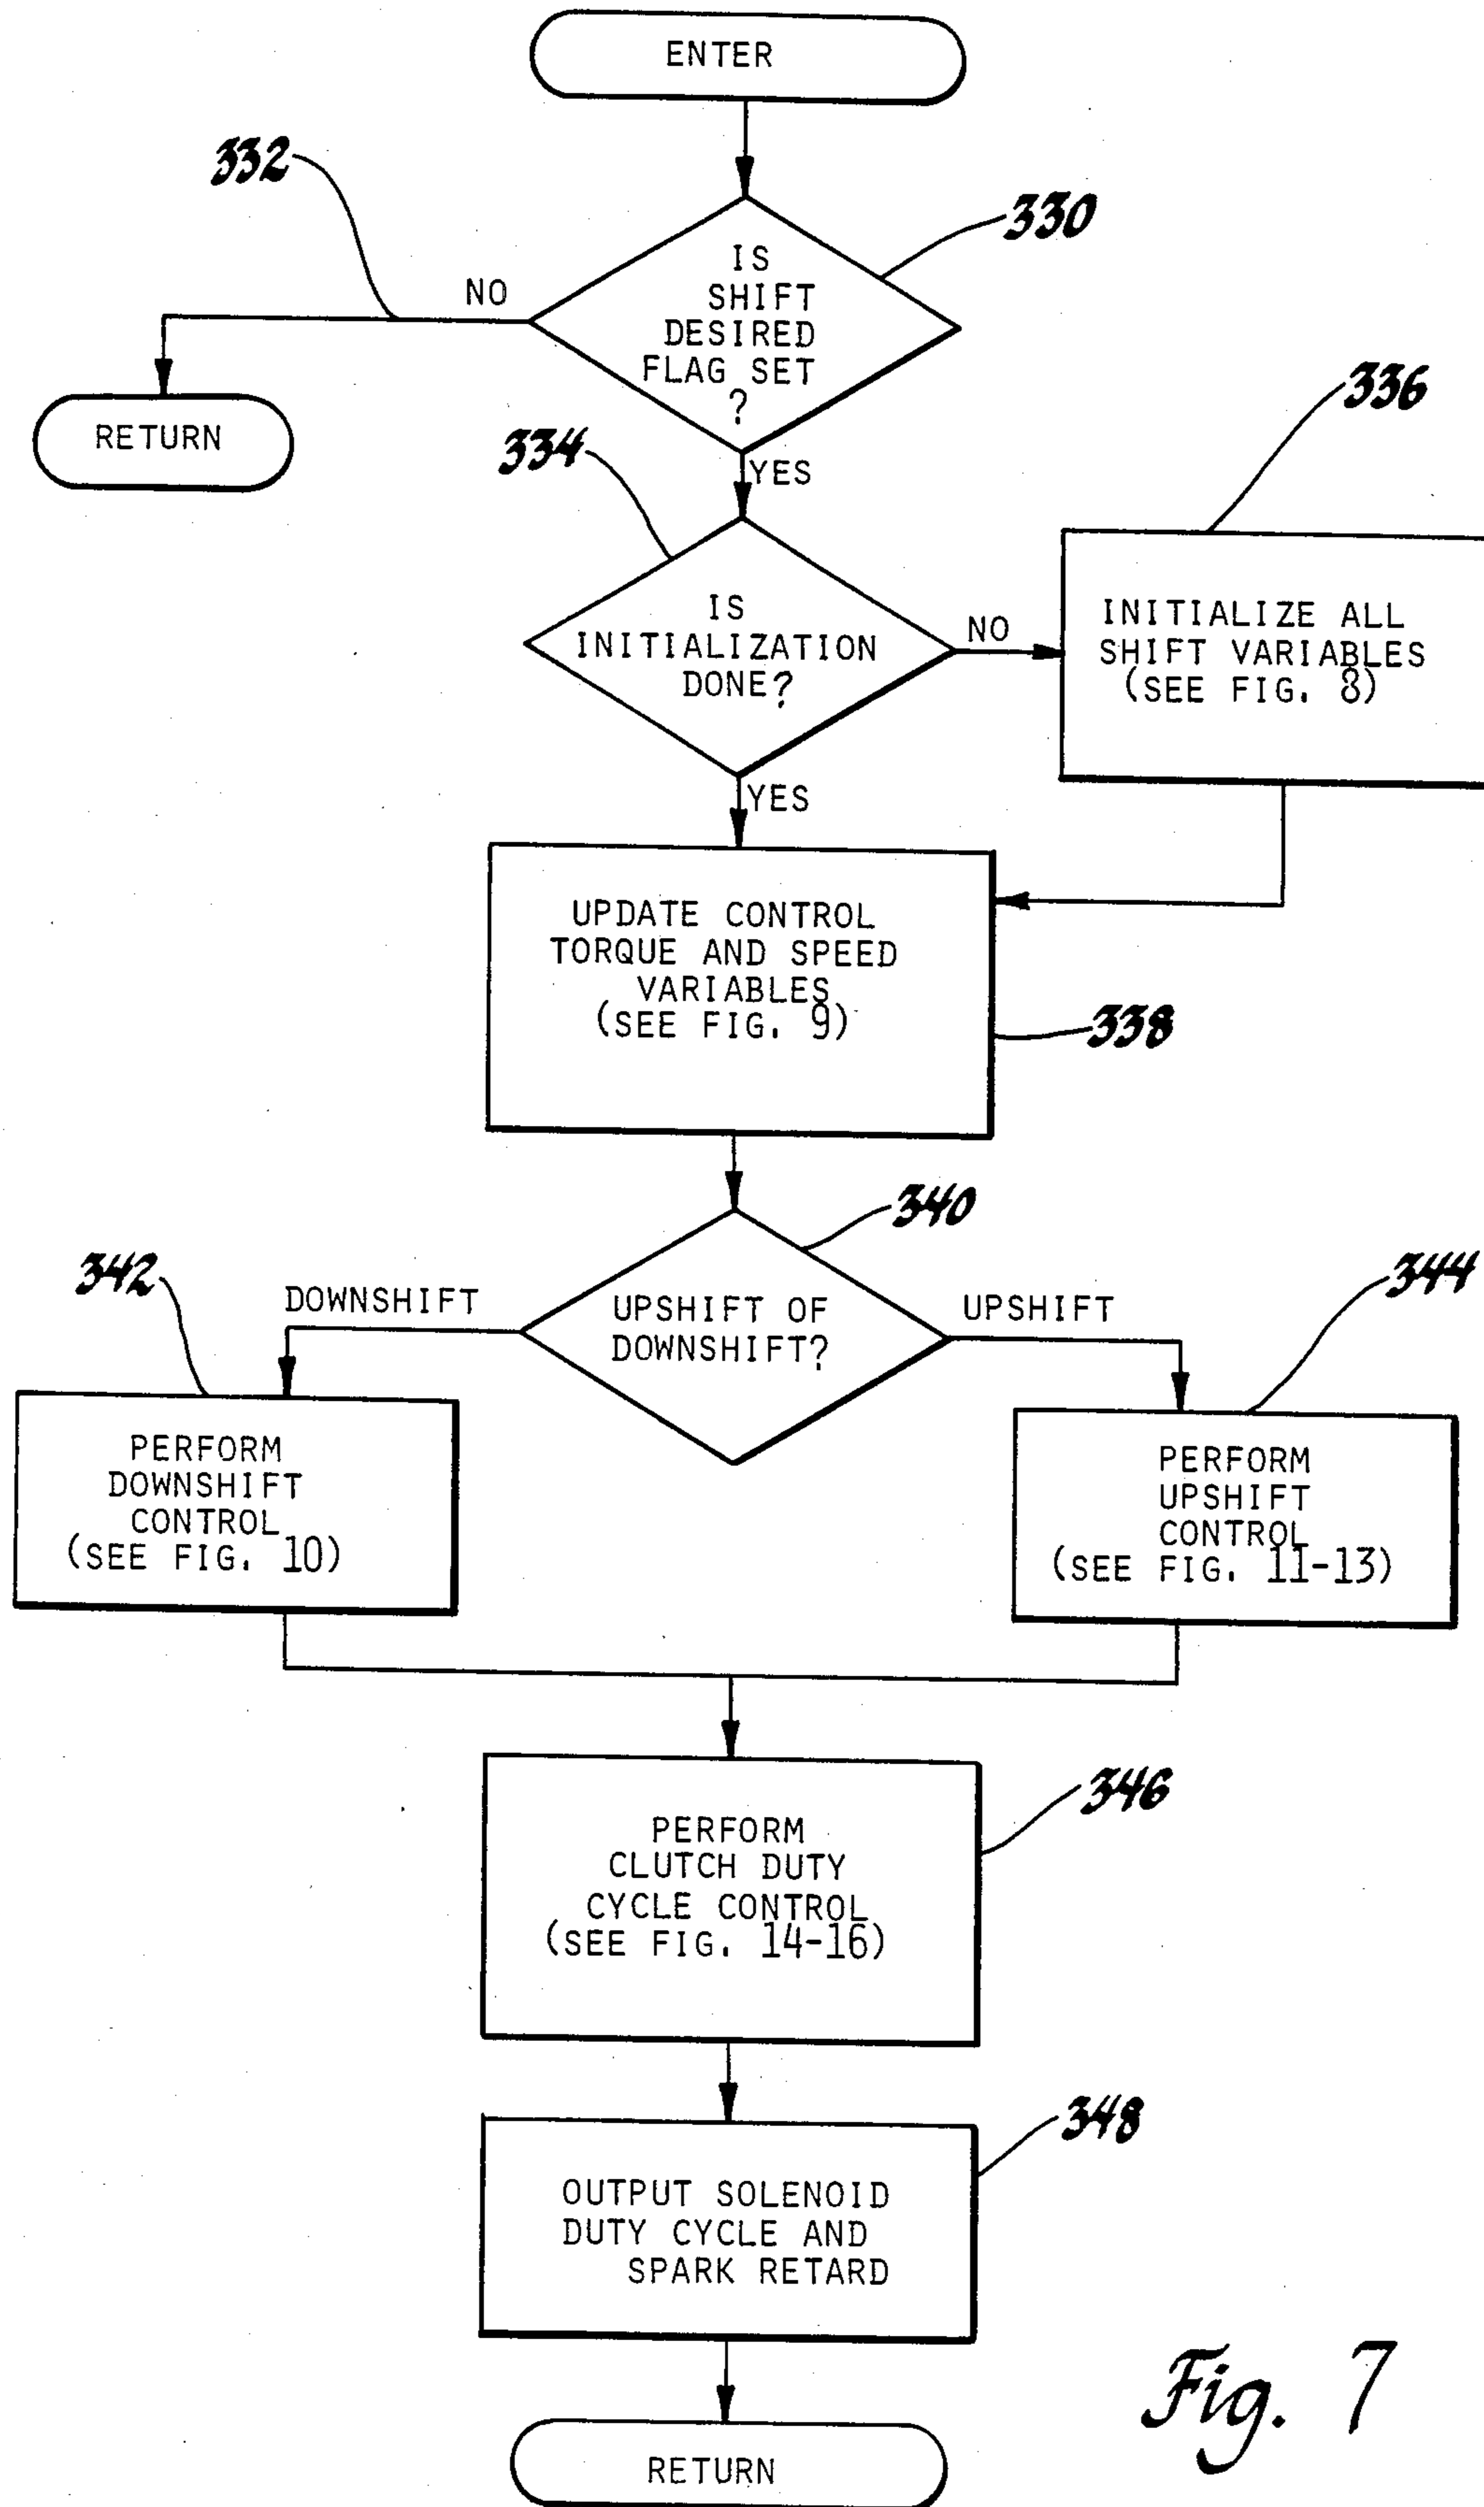 ENTER
332
330
NO
IS
SHIFT
DESIRED
FLAG SET
?
RETURN
334
YES
336
IS
INITIALIZATION
DONE?
NO
INITIALIZE ALL
SHIFT VARIABLES
(SEE FIG. 8)
YES
UPDATE CONTROL
TORQUE AND SPEED
VARIABLES
(SEE FIG. 9)
338
340
342
DOWNSHIFT
UPSHIFT OF
DOWNSHIFT?
UPSHIFT
344
PERFORM
DOWNSHIFT
CONTROL
(SEE FIG. 10)
PERFORM
UPSHIFT
CONTROL
(SEE FIG. 11-13)
346
PERFORM
CLUTCH DUTY
CYCLE CONTROL
(SEE FIG. 14-16)
348
OUTPUT SOLENOID
DUTY CYCLE AND
SPARK RETARD
RETURN
Fig. 7